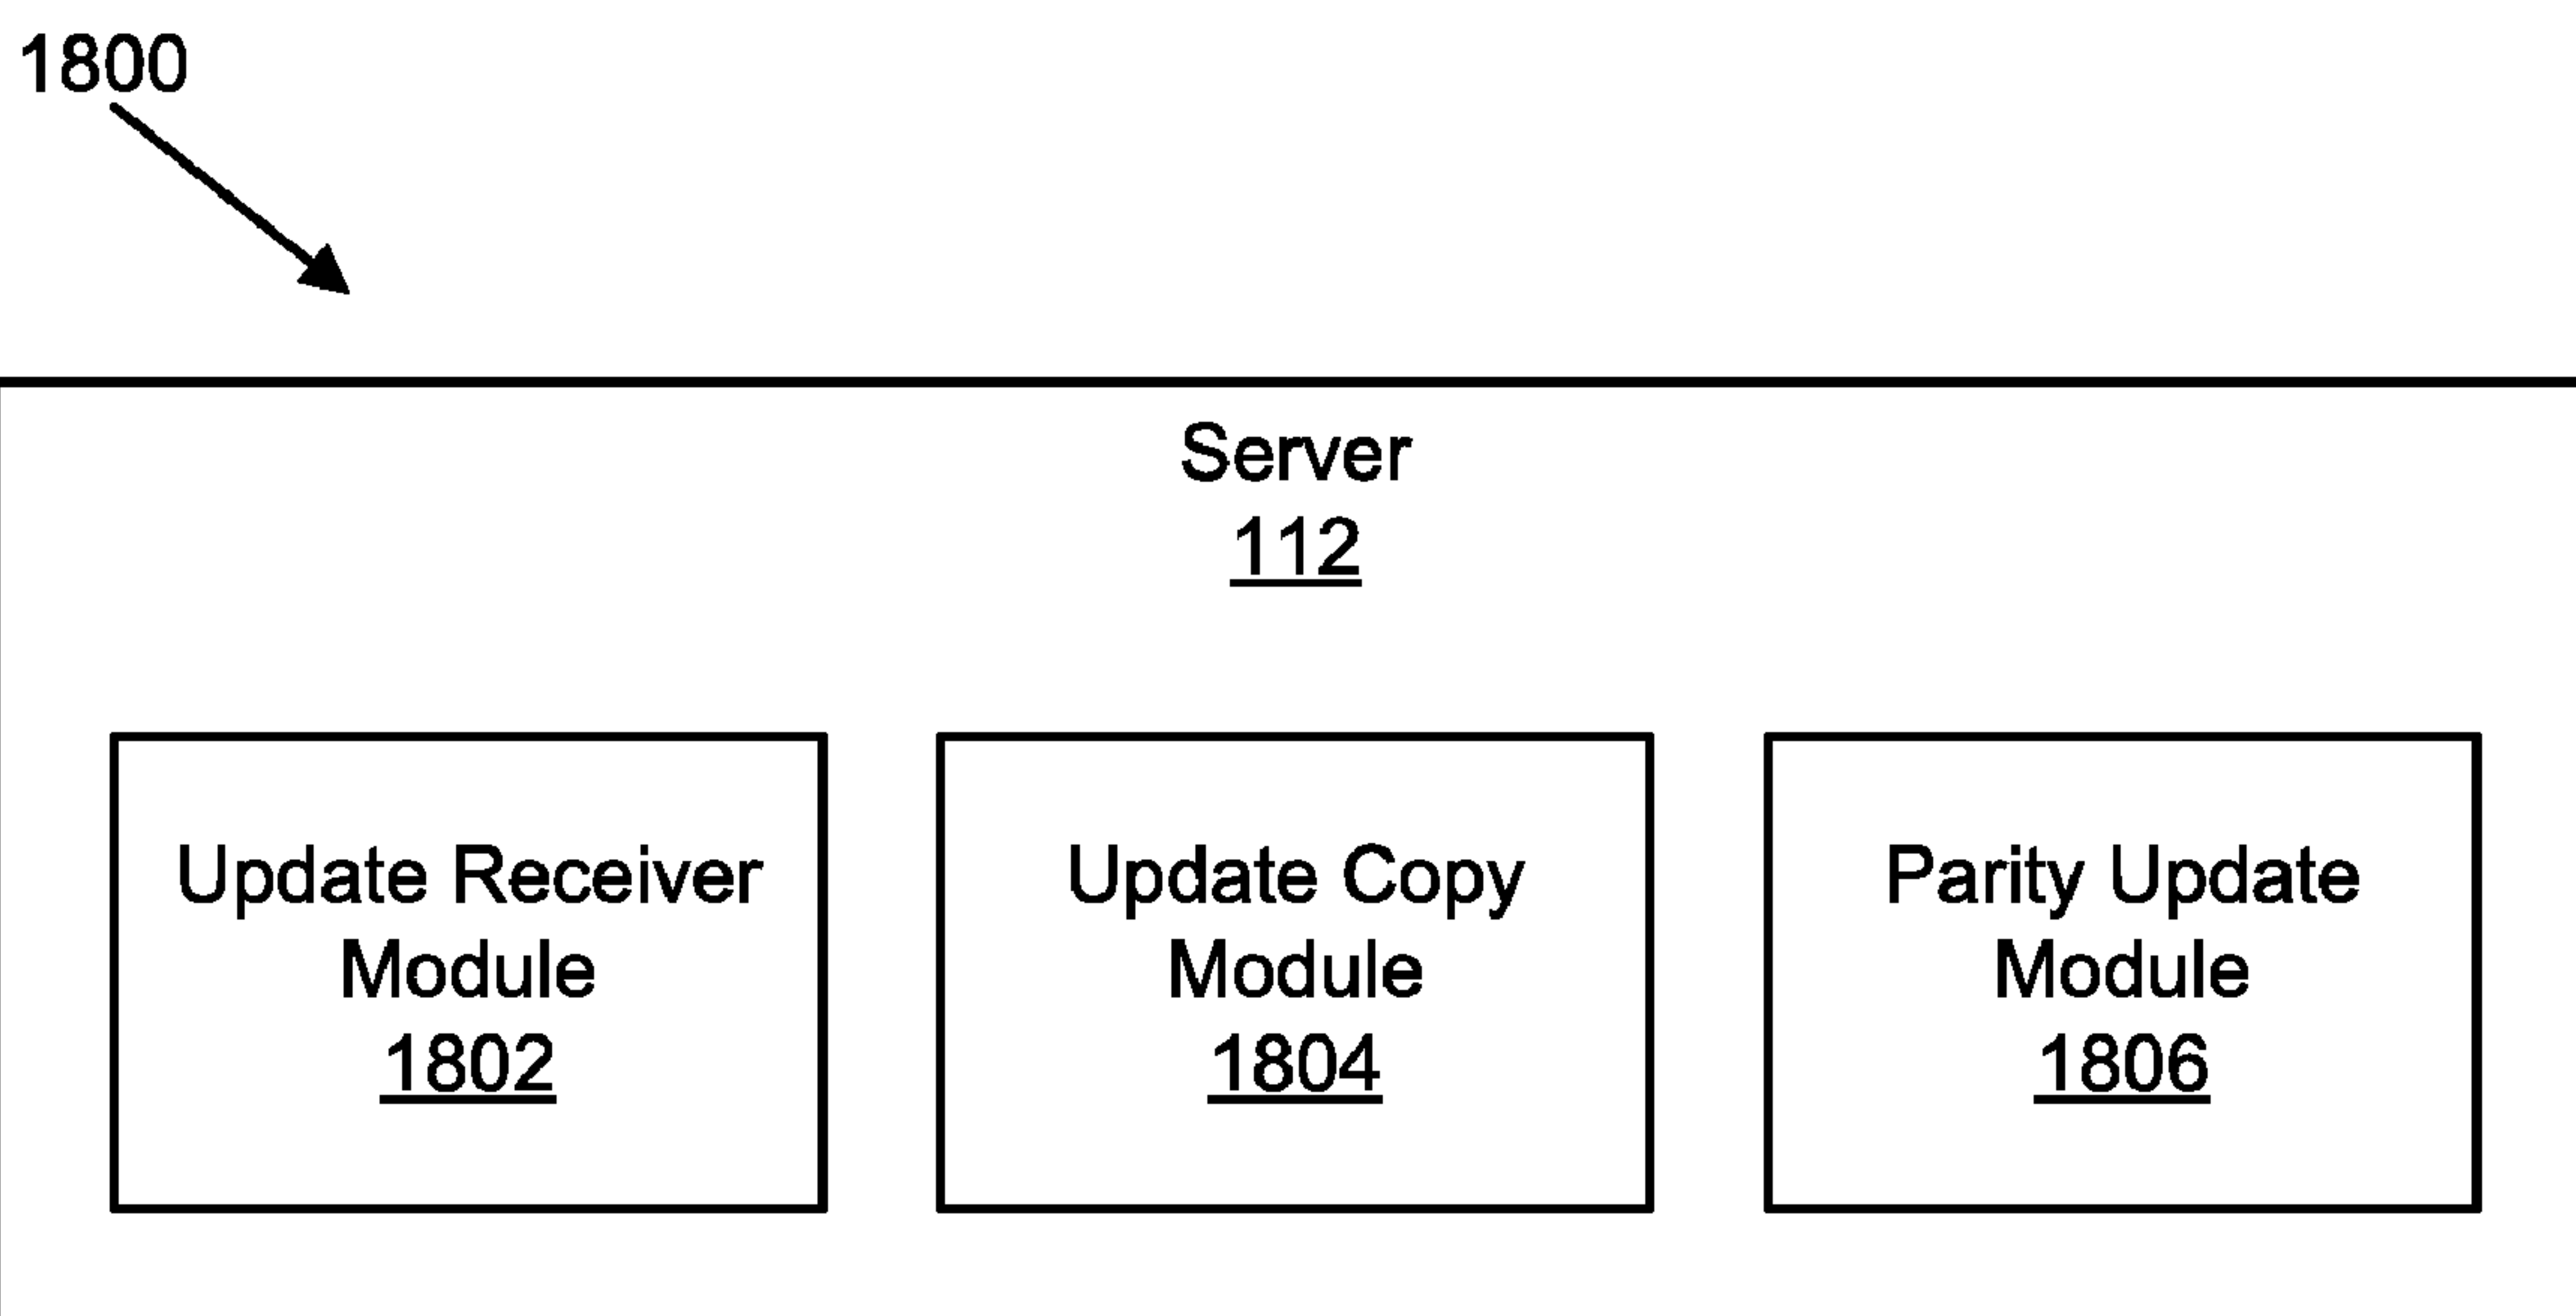 1800
Server
112
Update Receiver
Module
1802
Update Copy
Module
1804
Parity Update
Module
1806